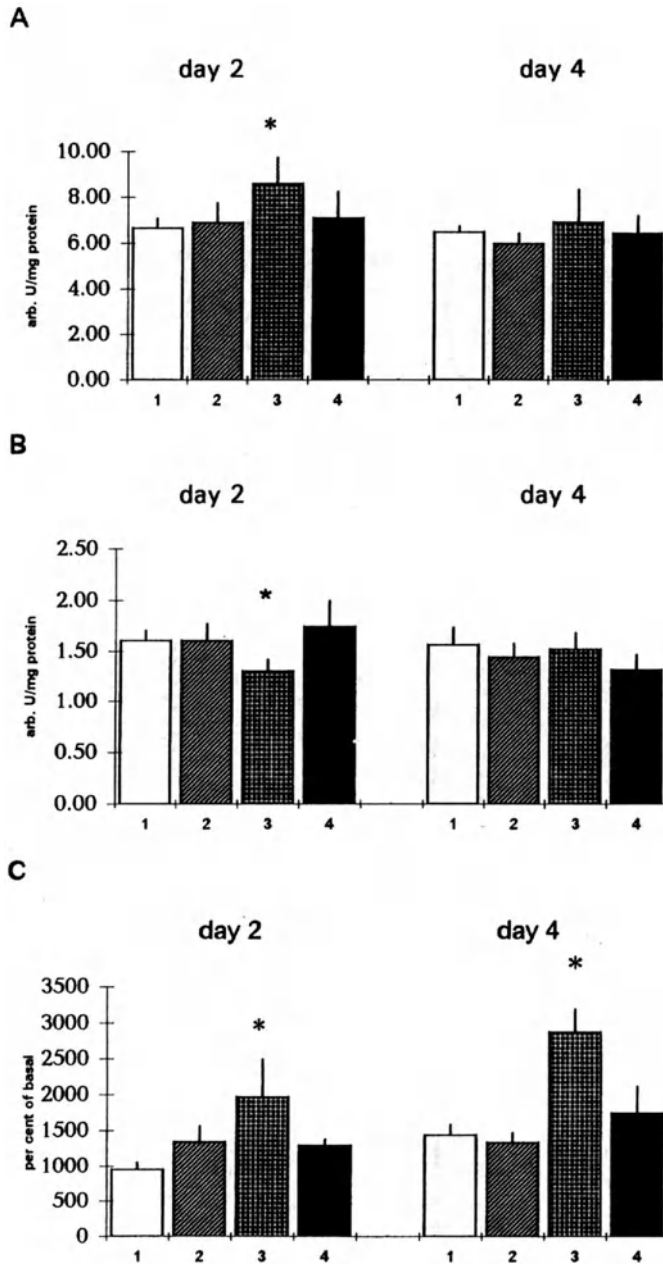 A
day 2 day 4
*
10.00
8.00
6.00
4.00
2.00
0.00
arb. U/mg protein
1 2 3 4 1 2 3 4
B
day 2 day 4
*
2.50
2.00
1.50
1.00
0.50
0.00
arb. U/mg protein
1 2 3 4 1 2 3 4
C
day 2 day 4
* *
3500
3000
2500
2000
1500
1000
500
0
per cent of basal
1 2 3 4 1 2 3 4